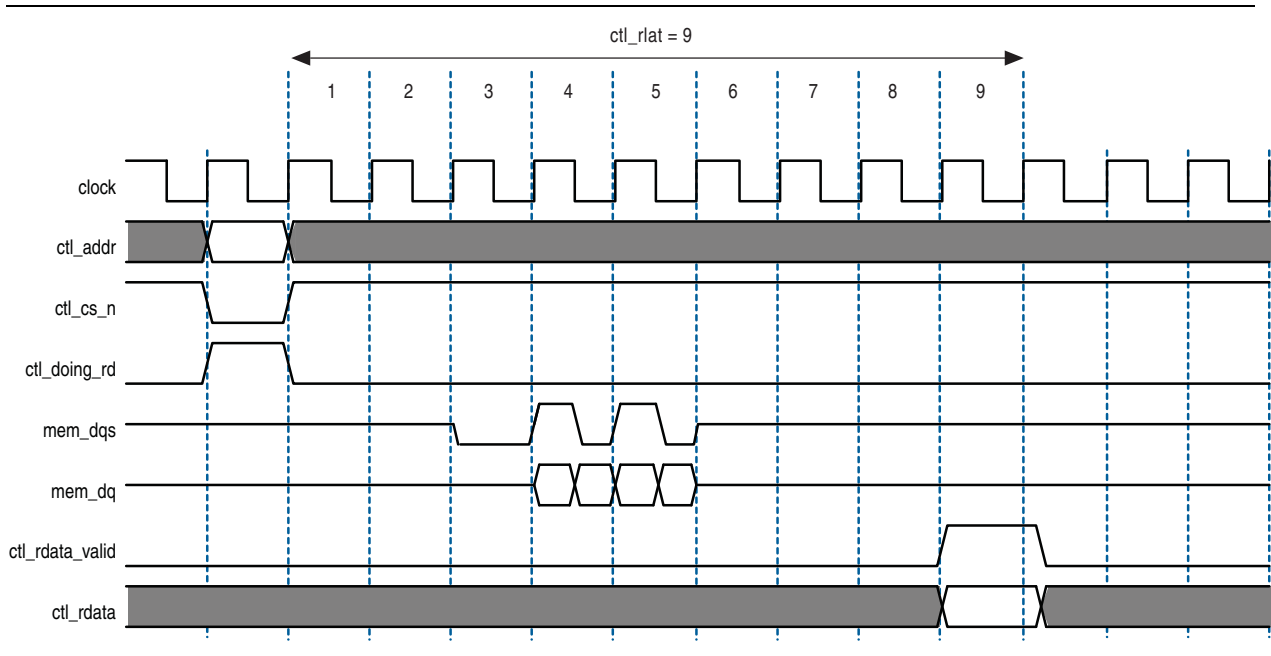 ctl_rlat = 9
1 2 3 4 5 6 7 8 9
clock
ctl_addr
ctl_cs_n
ctl_doing_rd
mem_dqs
mem_dq
ctl_rdata_valid
ctl_rdata